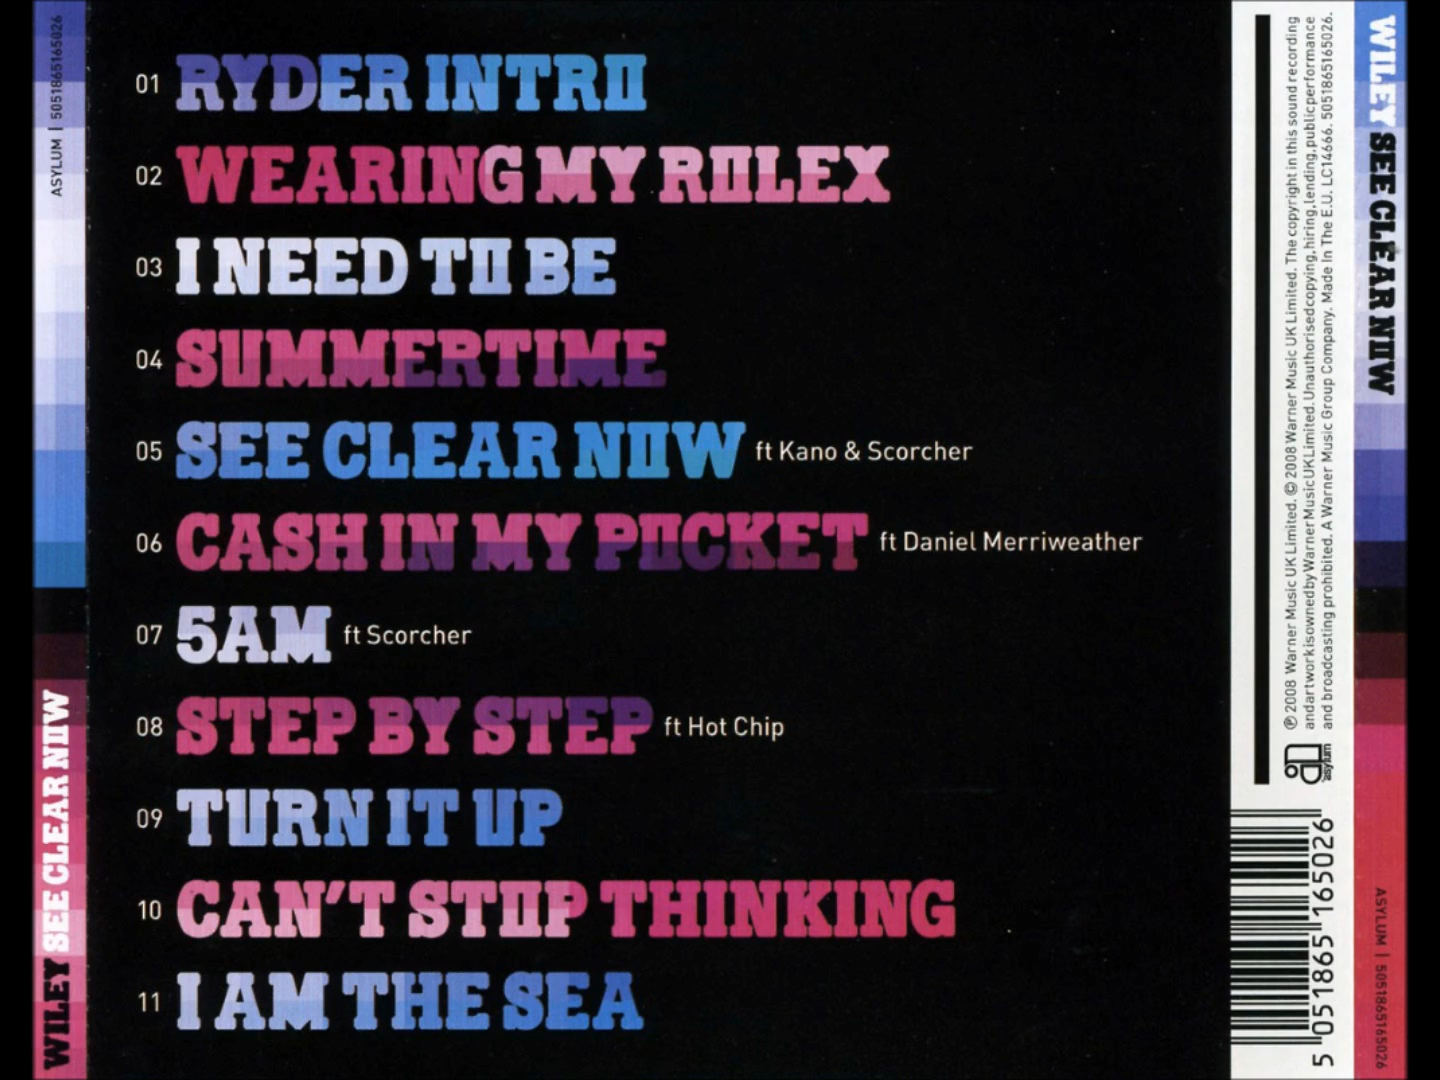 ASYLUM | 5051865165026
WILEY SEE CLEAR NOW
01 RYDER INTRO
02 WEARING MY ROLEX
03 I NEED TO BE
04 SUMMERTIME
05 SEE CLEAR NOW ft Kano & Scorcher
06 CASH IN MY POCKET ft Daniel Merriweather
07 5AM ft Scorcher
08 STEP BY STEP ft Hot Chip
09 TURN IT UP
10 CAN'T STOP THINKING
11 I AM THE SEA
℗ 2008 Warner Music UK Limited. © 2008 Warner Music UK Limited. The copyright in this sound recording
and artwork is owned by Warner Music UK Limited. Unauthorised copying, hiring, lending, public performance
and broadcasting prohibited. A Warner Music Group Company. Made In The E.U. LC14666. 5051865165026.
asylum
5 051865 165026
WILEY SEE CLEAR NOW
ASYLUM | 5051865165026